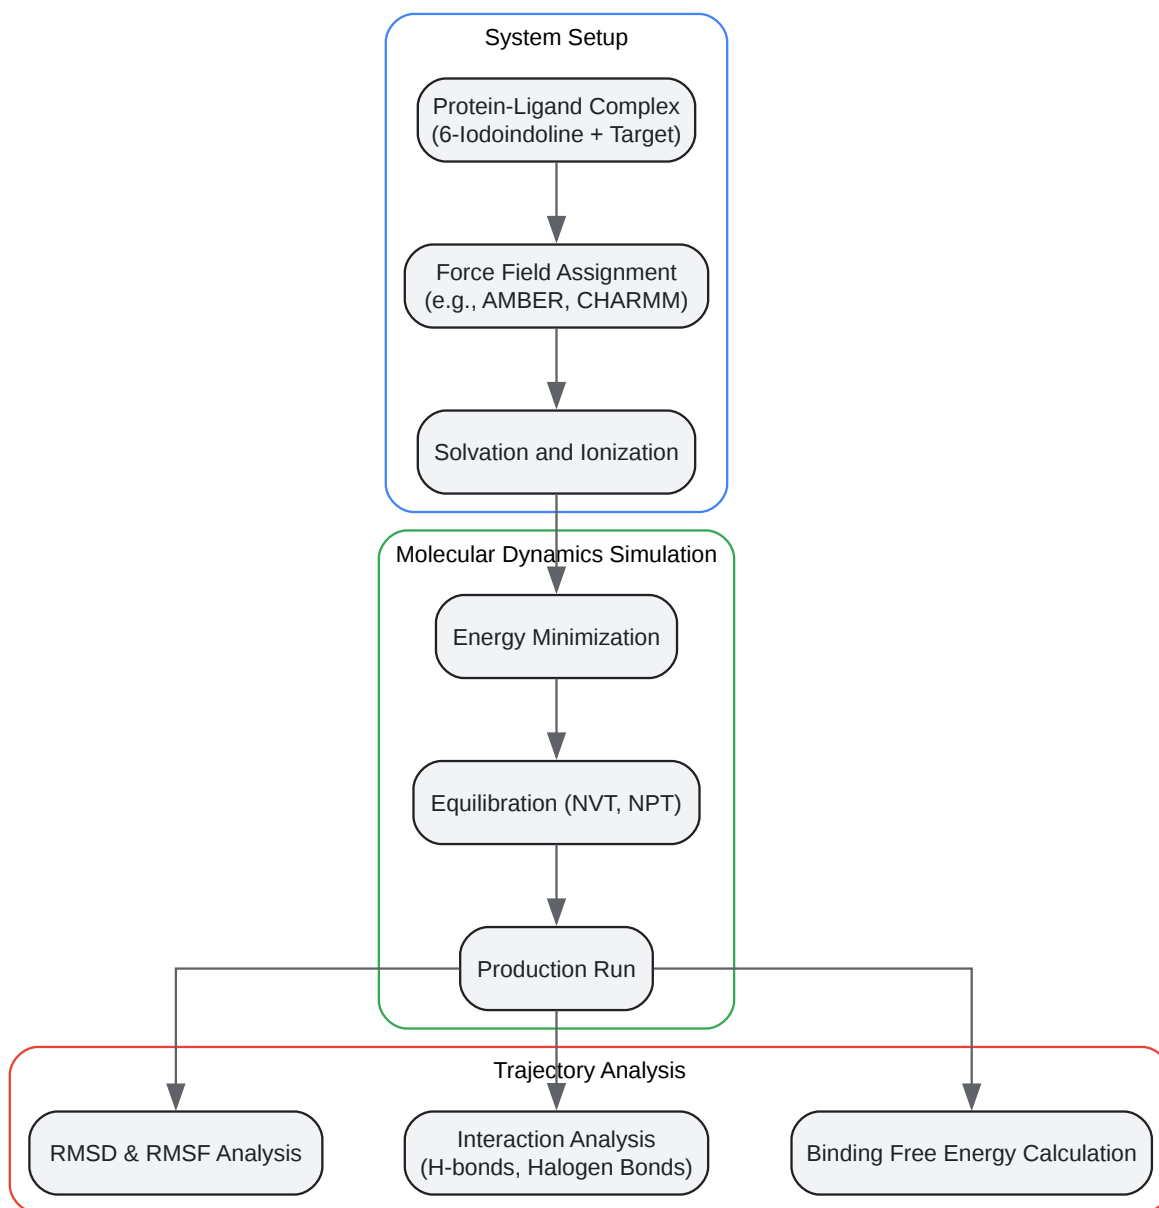 System Setup
Protein-Ligand Complex
(6-Iodoindoline + Target)
Force Field Assignment
(e.g., AMBER, CHARMM)
Solvation and Ionization
Molecular Dynamics Simulation
Energy Minimization
Equilibration (NVT, NPT)
Production Run
Trajectory Analysis
RMSD & RMSF Analysis
Interaction Analysis
(H-bonds, Halogen Bonds)
Binding Free Energy Calculation